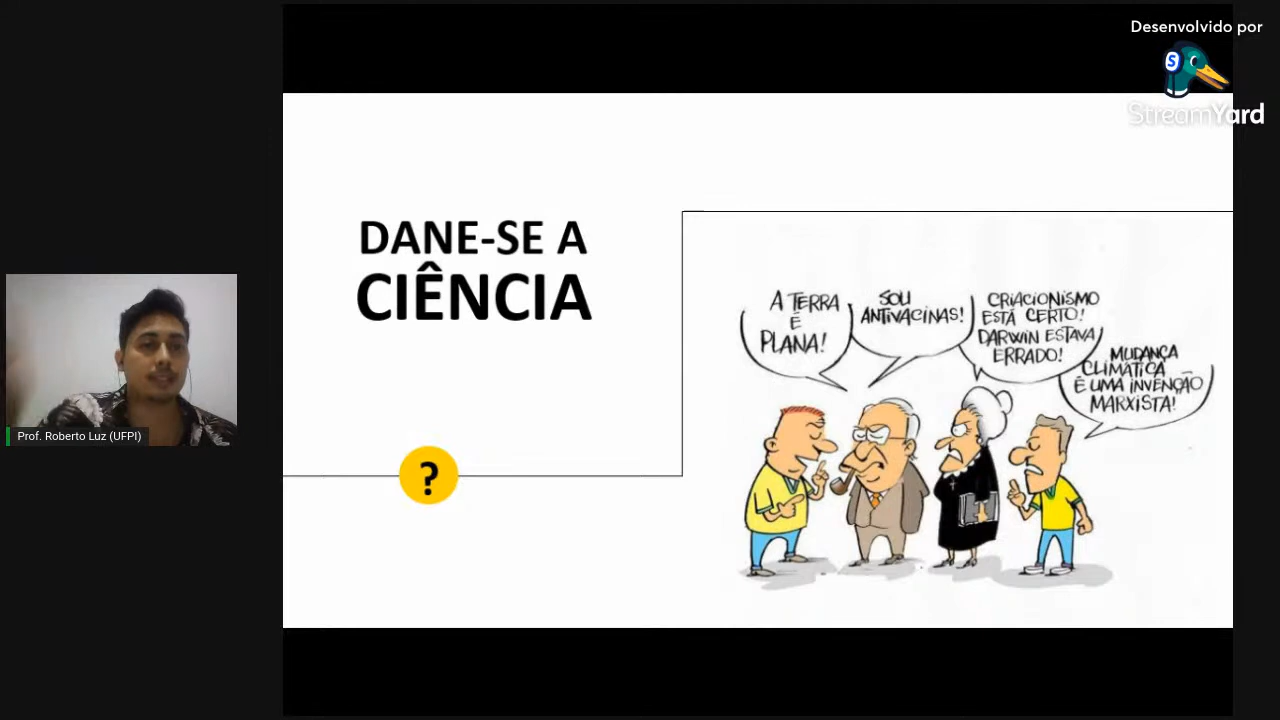 Desenvolvido por
S
StreamYard
DANE-SE A
CIÊNCIA
?
A TERRA
É
PLANA!
SOU
ANTIVACINAS!
CRIACIONISMO
ESTÁ CERTO!
DARWIN ESTAVA
ERRADO!
MUDANÇA
CLIMÁTICA
É UMA INVENÇÃO
MARXISTA!
Prof. Roberto Luz (UFPI)